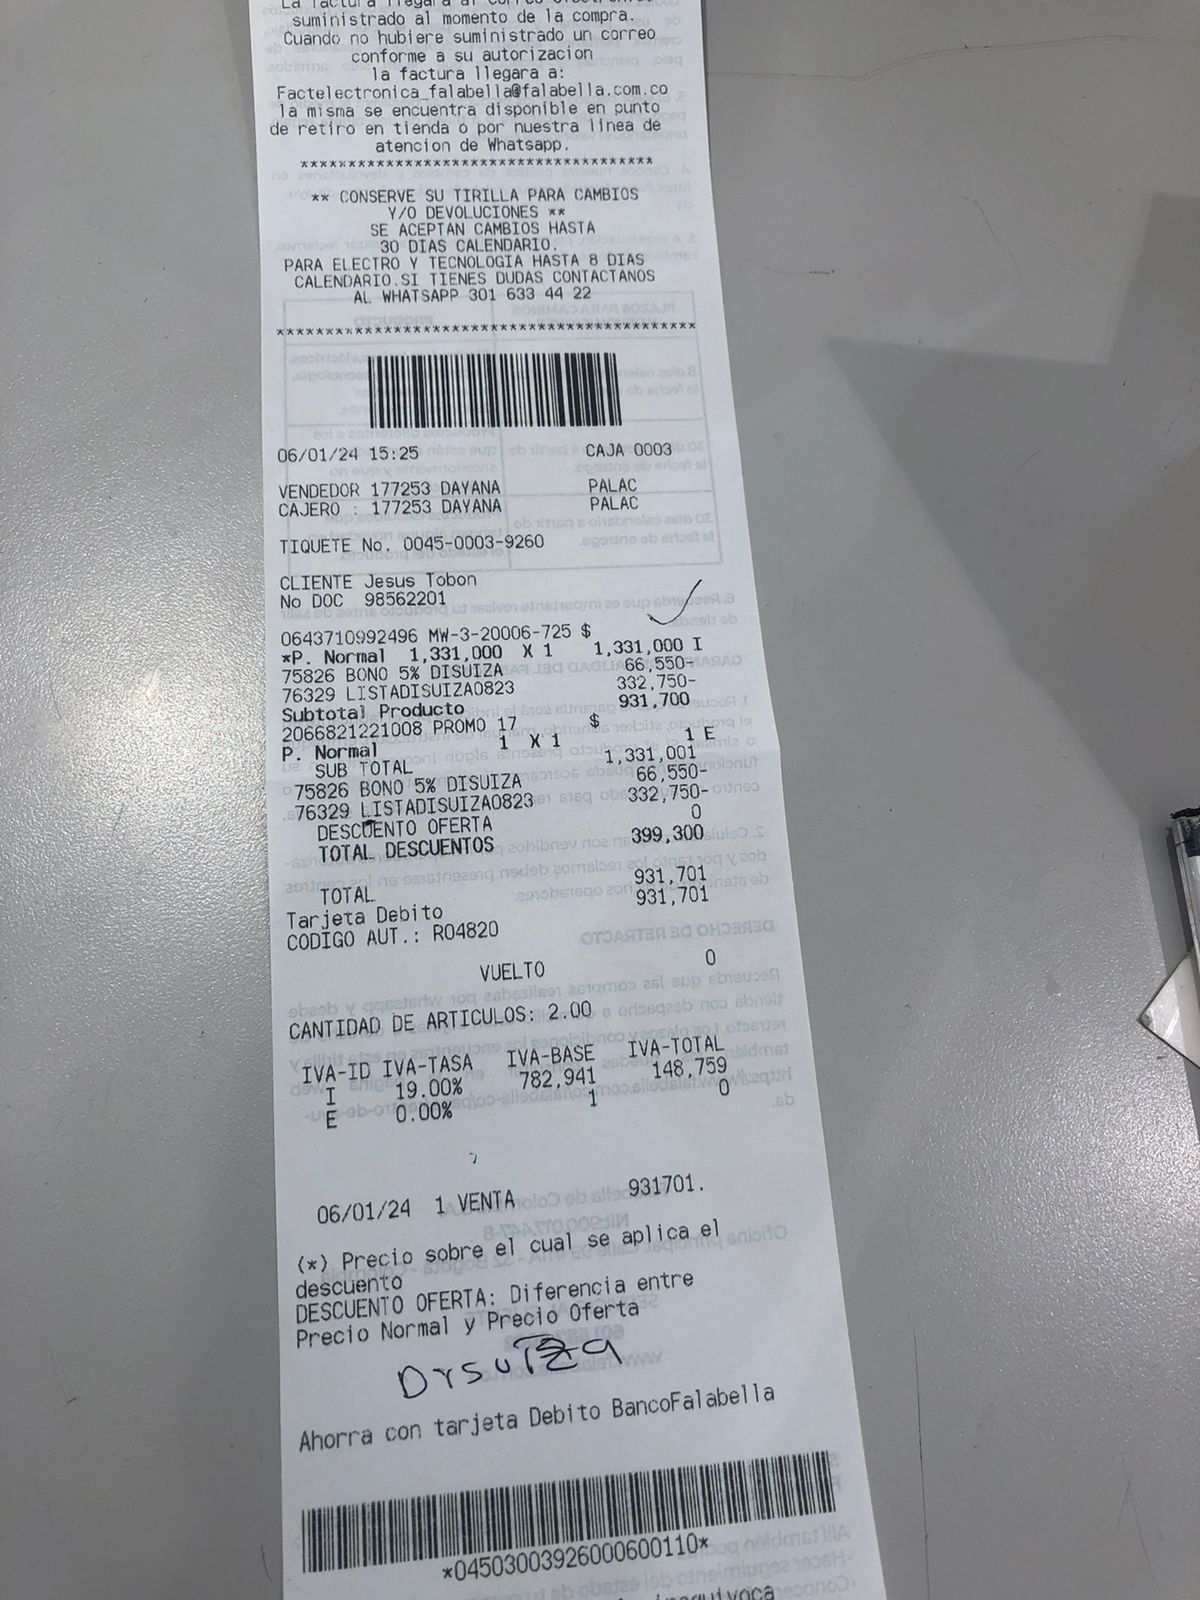 La factura llegara al correo electronico
suministrado al momento de la compra.
Cuando no hubiere suministrado un correo
conforme a su autorizacion
la factura llegara a:
Factelectronica_falabella@falabella.com.co
la misma se encuentra disponible en punto
de retiro en tienda o por nuestra linea de
atencion de Whatsapp.
*************************************
** CONSERVE SU TIRILLA PARA CAMBIOS
Y/O DEVOLUCIONES **
SE ACEPTAN CAMBIOS HASTA
30 DIAS CALENDARIO.
PARA ELECTRO Y TECNOLOGIA HASTA 8 DIAS
CALENDARIO.SI TIENES DUDAS CONTACTANOS
AL WHATSAPP 301 633 44 22
********************************************
06/01/24 15:25 CAJA 0003
VENDEDOR 177253 DAYANA PALAC
CAJERO : 177253 DAYANA PALAC
TIQUETE No. 0045-0003-9260
CLIENTE Jesus Tobon
No DOC 98562201
0643710992496 MW-3-20006-725 $
*P. Normal 1,331,000 X 1 1,331,000 I
75826 BONO 5% DISUIZA 66,550-
76329 LISTADISUIZA0823 332,750-
Subtotal Producto 931,700
2066821221008 PROMO 17 $
P. Normal 1 X 1 1 E
SUB TOTAL 1,331,001
75826 BONO 5% DISUIZA 66,550-
76329 LISTADISUIZA0823 332,750-
DESCUENTO OFERTA 0
TOTAL DESCUENTOS 399,300
TOTAL 931,701
Tarjeta Debito 931,701
CODIGO AUT.: R04820
VUELTO 0
CANTIDAD DE ARTICULOS: 2.00
IVA-ID IVA-TASA IVA-BASE IVA-TOTAL
I 19.00% 782,941 148,759
E 0.00% 1 0
06/01/24 1 VENTA 931701.
(*) Precio sobre el cual se aplica el
descuento
DESCUENTO OFERTA: Diferencia entre
Precio Normal y Precio Oferta
DYSUIZA
Ahorra con tarjeta Debito BancoFalabella
*04503003926000600110*